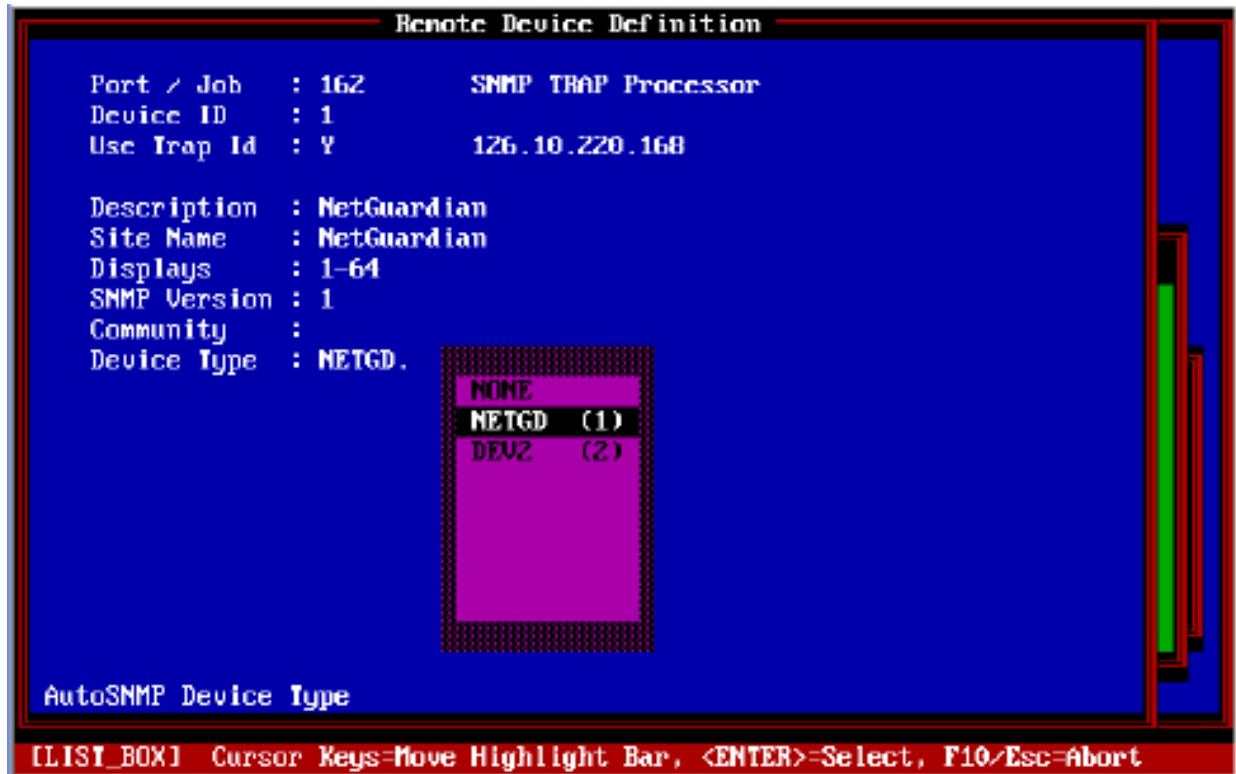 Remote Device Definition
Port / Job : 162 SNMP TRAP Processor
Device ID : 1
Use Trap Id : Y 126.10.220.168
Description : NetGuardian
Site Name : NetGuardian
Displays : 1-64
SNMP Version : 1
Community :
Device Type : NETGD.
NONE
NETGD (1)
DEV2 (2)
AutoSNMP Device Type
[LIST_BOX] Cursor Keys=Move Highlight Bar, <ENTER>=Select, F10/Esc=Abort